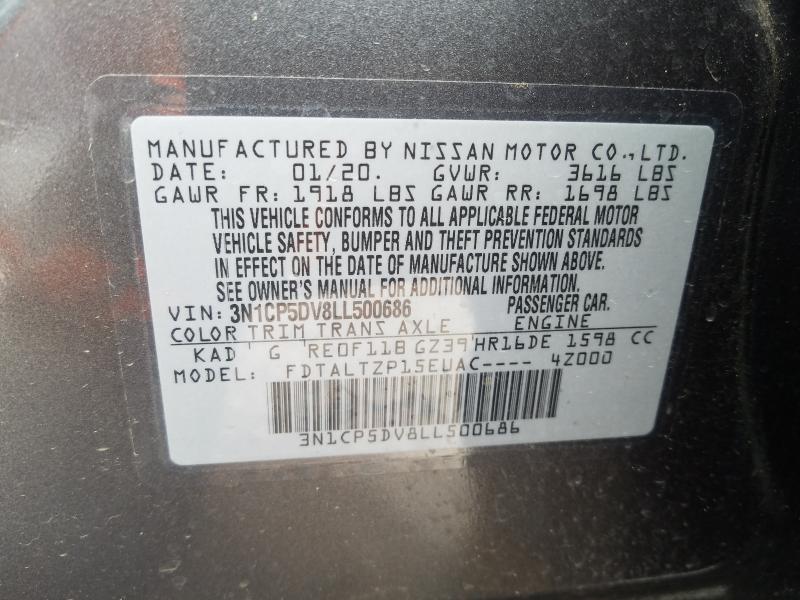 MANUFACTURED BY NISSAN MOTOR CO., LTD.
DATE: 01/20. GVWR: 3616 LBS
GAWR FR: 1918 LBS GAWR RR: 1698 LBS
THIS VEHICLE CONFORMS TO ALL APPLICABLE FEDERAL MOTOR
VEHICLE SAFETY, BUMPER AND THEFT PREVENTION STANDARDS
IN EFFECT ON THE DATE OF MANUFACTURE SHOWN ABOVE.
SEE OWNER'S MANUAL FOR ADDITIONAL INFORMATION.
VIN: 3N1CP5DV8LL500686 PASSENGER CAR.
COLOR TRIM TRANS AXLE ENGINE
KAD G RE0F11B GZ39 HR16DE 1598 CC
MODEL: FDTALTZP15EUAC---- 4Z000
3N1CP5DV8LL500686